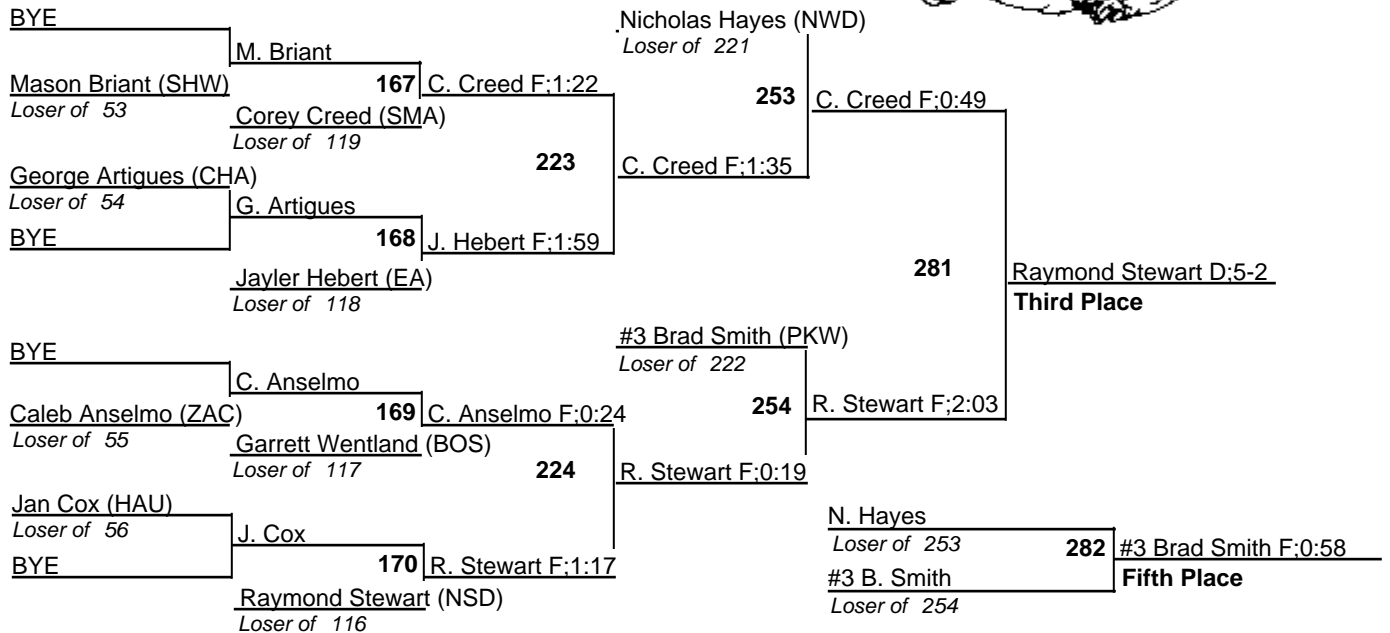 BYE
Nicholas Hayes (NWD)
Loser of 221
M. Briant
Mason Briant (SHW)
Loser of 53
167
C. Creed F;1:22
253
C. Creed F;0:49
Corey Creed (SMA)
Loser of 119
223
C. Creed F;1:35
George Artigues (CHA)
Loser of 54
G. Artigues
BYE
168
J. Hebert F;1:59
Jayler Hebert (EA)
Loser of 118
281
Raymond Stewart D;5-2
Third Place
#3 Brad Smith (PKW)
Loser of 222
BYE
C. Anselmo
Caleb Anselmo (ZAC)
Loser of 55
169
C. Anselmo F;0:24
254
R. Stewart F;2:03
Garrett Wentland (BOS)
Loser of 117
224
R. Stewart F;0:19
Jan Cox (HAU)
Loser of 56
J. Cox
BYE
170
R. Stewart F;1:17
Raymond Stewart (NSD)
Loser of 116
N. Hayes
Loser of 253
282
#3 Brad Smith F;0:58
Fifth Place
#3 B. Smith
Loser of 254